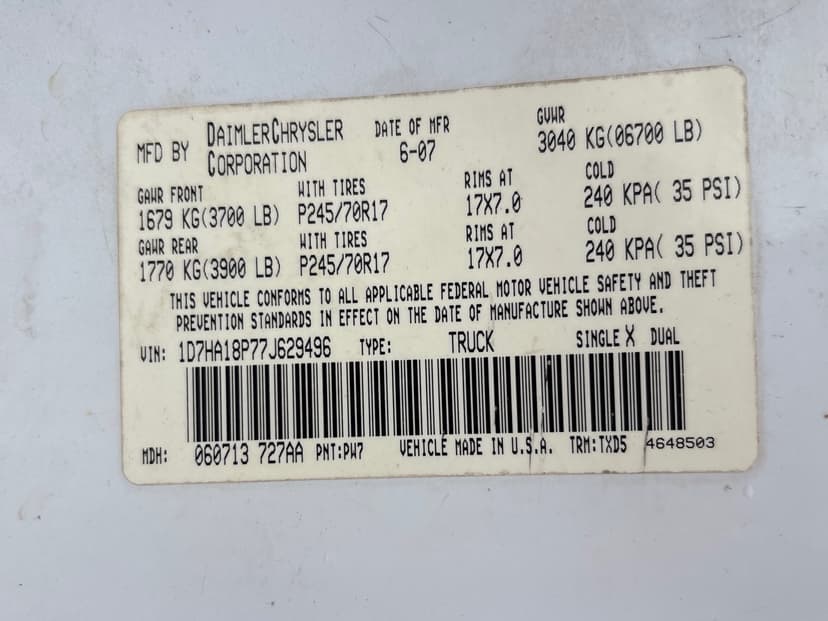 MFD BY DAIMLERCHRYSLER CORPORATION DATE OF MFR 6-07 GVWR 3040 KG(06700 LB)
GAWR FRONT WITH TIRES RIMS AT COLD
1679 KG(3700 LB) P245/70R17 17X7.0 240 KPA( 35 PSI)
GAWR REAR WITH TIRES RIMS AT COLD
1770 KG(3900 LB) P245/70R17 17X7.0 240 KPA( 35 PSI)
THIS VEHICLE CONFORMS TO ALL APPLICABLE FEDERAL MOTOR VEHICLE SAFETY AND THEFT
PREVENTION STANDARDS IN EFFECT ON THE DATE OF MANUFACTURE SHOWN ABOVE.
VIN: 1D7HA18P77J629496 TYPE: TRUCK SINGLE X DUAL
MDH: 060713 727AA PNT:PW7 VEHICLE MADE IN U.S.A. TRM:TXD5 4648503